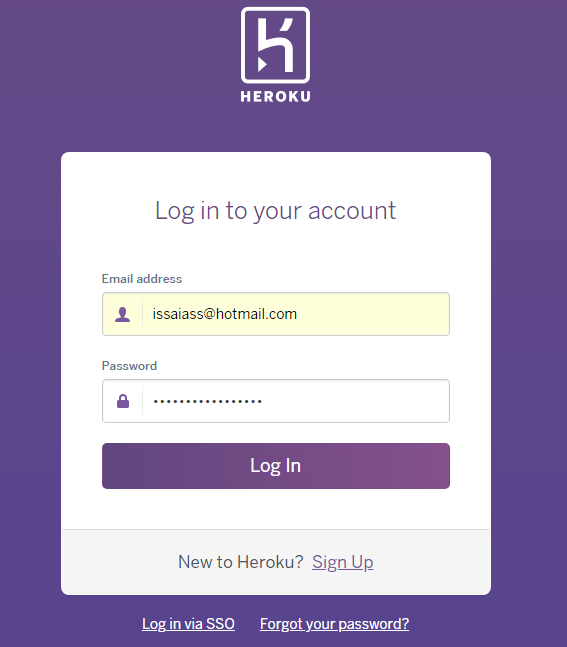 HEROKU
Log in to your account
Email address
issaiass@hotmail.com
Password
•••••••••••••••••
Log In
New to Heroku? Sign Up
Log in via SSO Forgot your password?